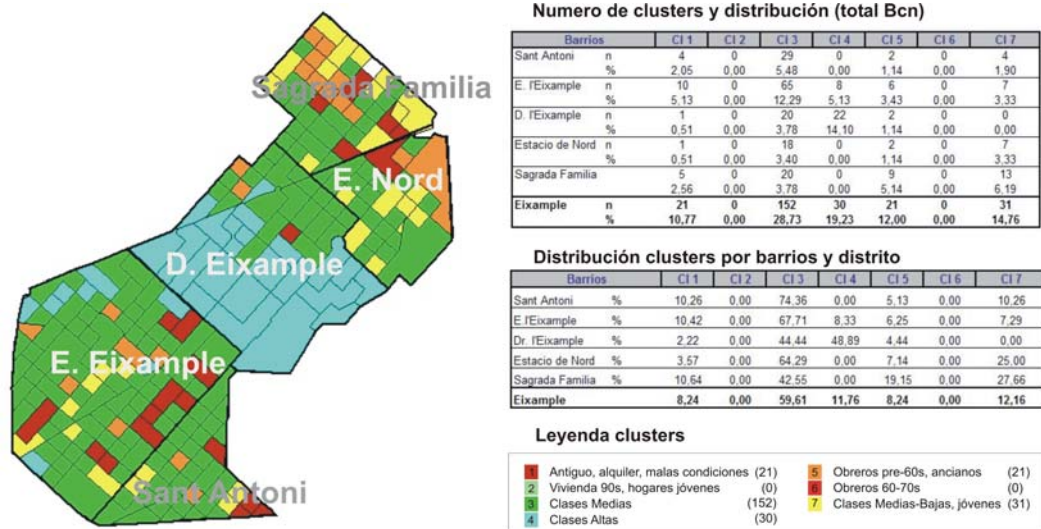 Sagrada Familia
E. Nord
D. Eixample
E. Eixample
Sant Antoni
Numero de clusters y distribución (total Bcn)
Barrios Cl 1 Cl 2 Cl 3 Cl 4 Cl 5 Cl 6 Cl 7
Sant Antoni n 4 0 29 0 2 0 4
% 2,05 0,00 5,48 0,00 1,14 0,00 1,90
E. l'Eixample n 10 0 65 8 6 0 7
% 5,13 0,00 12,29 5,13 3,43 0,00 3,33
D. l'Eixample n 1 0 20 22 2 0 0
% 0,51 0,00 3,78 14,10 1,14 0,00 0,00
Estacio de Nord n 1 0 18 0 2 0 7
% 0,51 0,00 3,40 0,00 1,14 0,00 3,33
Sagrada Familia 5 0 20 0 9 0 13
% 2,56 0,00 3,78 0,00 5,14 0,00 6,19
Eixample n 21 0 152 30 21 0 31
% 10,77 0,00 28,73 19,23 12,00 0,00 14,76
Distribución clusters por barrios y distrito
Barrios Cl 1 Cl 2 Cl 3 Cl 4 Cl 5 Cl 6 Cl 7
Sant Antoni % 10,26 0,00 74,36 0,00 5,13 0,00 10,26
E l'Eixample % 10,42 0,00 67,71 8,33 6,25 0,00 7,29
Dr. l'Eixample % 2,22 0,00 44,44 48,89 4,44 0,00 0,00
Estacio de Nord % 3,57 0,00 64,29 0,00 7,14 0,00 25,00
Sagrada Familia % 10,64 0,00 42,55 0,00 19,15 0,00 27,66
Eixample 8,24 0,00 59,61 11,76 8,24 0,00 12,16
Leyenda clusters
1 Antiguo, alquiler, malas condiciones (21)
2 Vivienda 90s, hogares jóvenes (0)
3 Clases Medias (152)
4 Clases Altas (30)
5 Obreros pre-60s, ancianos (21)
6 Obreros 60-70s (0)
7 Clases Medias-Bajas, jóvenes (31)